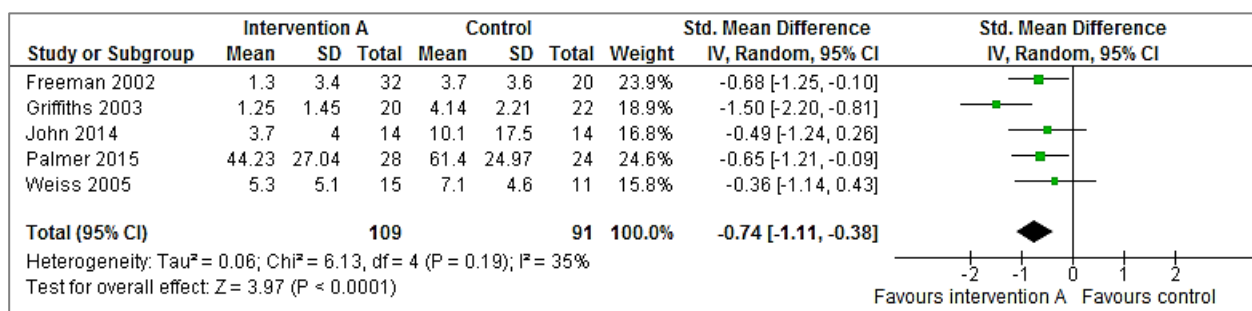 Intervention A Control Std. Mean Difference Std. Mean Difference
Study or Subgroup Mean SD Total Mean SD Total Weight IV, Random, 95% CI IV, Random, 95% CI
Freeman 2002 1.3 3.4 32 3.7 3.6 20 23.9% -0.68 [-1.25, -0.10]
Griffiths 2003 1.25 1.45 20 4.14 2.21 22 18.9% -1.50 [-2.20, -0.81]
John 2014 3.7 4 14 10.1 17.5 14 16.8% -0.49 [-1.24, 0.26]
Palmer 2015 44.23 27.04 28 61.4 24.97 24 24.6% -0.65 [-1.21, -0.09]
Weiss 2005 5.3 5.1 15 7.1 4.6 11 15.8% -0.36 [-1.14, 0.43]
Total (95% CI) 109 91 100.0% -0.74 [-1.11, -0.38]
Heterogeneity: Tau² = 0.06; Chi² = 6.13, df = 4 (P = 0.19); I² = 35%
Test for overall effect: Z = 3.97 (P < 0.0001)
-2 -1 0 1 2
Favours intervention A Favours control